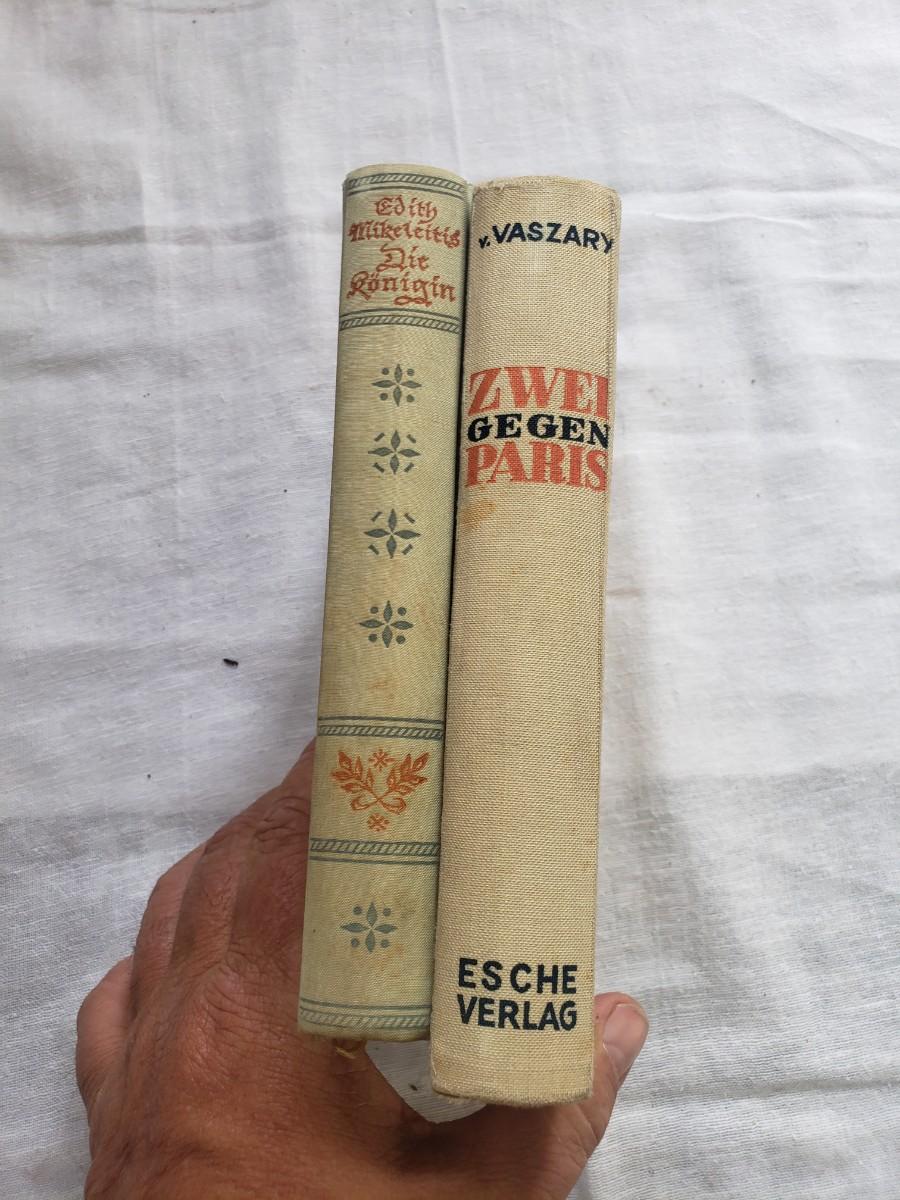 Edith
Mikeleitis
Die
Königin
v. VASZARY
ZWEI
GEGEN
PARIS
ESCHE
VERLAG